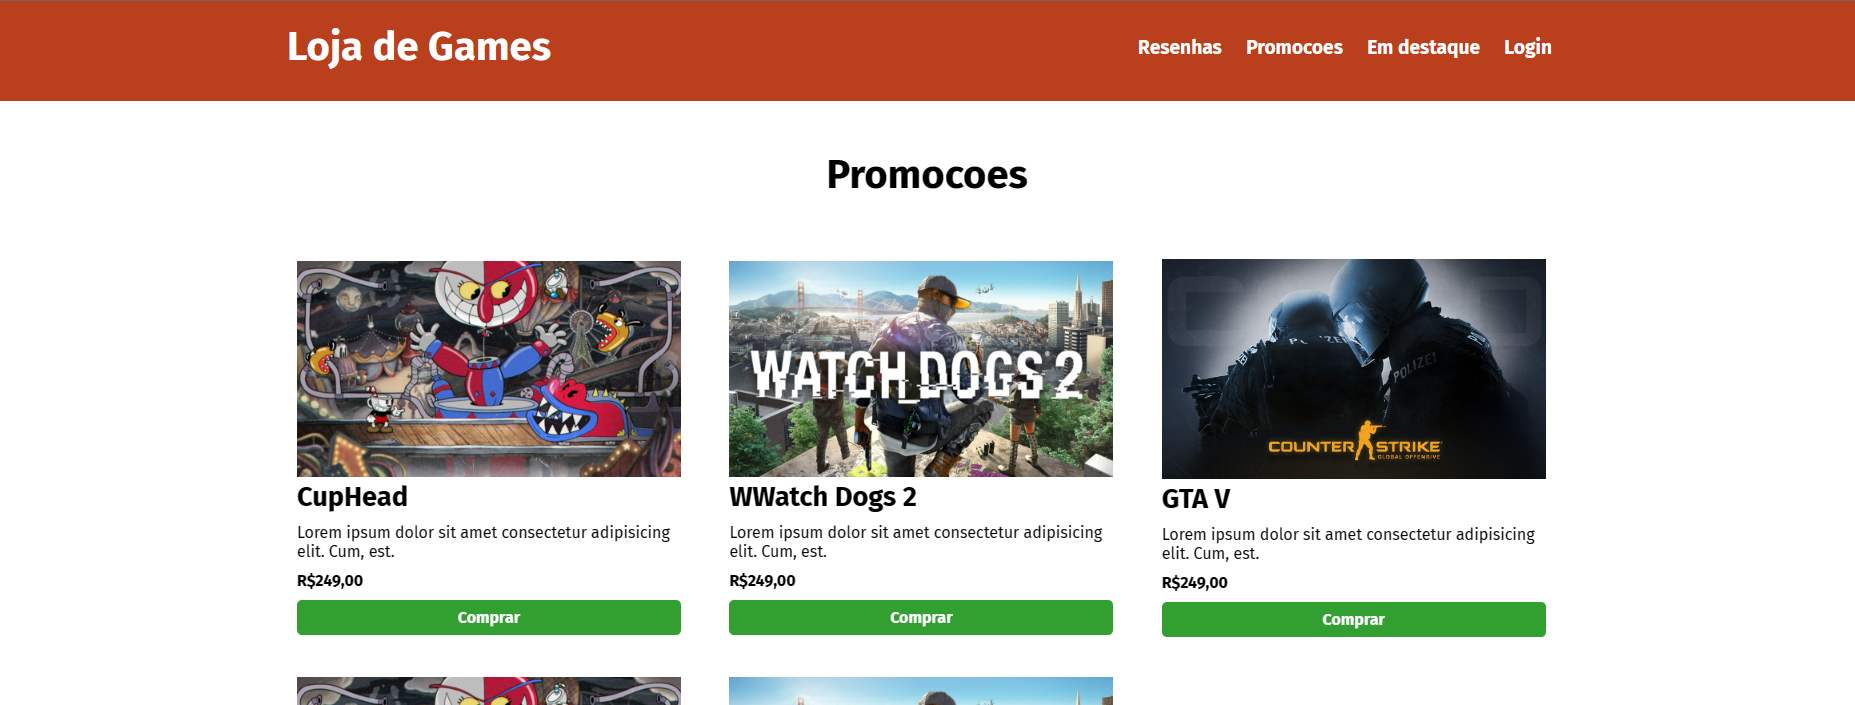 Loja de Games
Resenhas Promocoes Em destaque Login
Promocoes
WATCH_DOGS 2
POLIZEI
COUNTER STRIKE
GLOBAL OFFENSIVE
CupHead
Lorem ipsum dolor sit amet consectetur adipisicing
elit. Cum, est.
R$249,00
Comprar
WWatch Dogs 2
Lorem ipsum dolor sit amet consectetur adipisicing
elit. Cum, est.
R$249,00
Comprar
GTA V
Lorem ipsum dolor sit amet consectetur adipisicing
elit. Cum, est.
R$249,00
Comprar